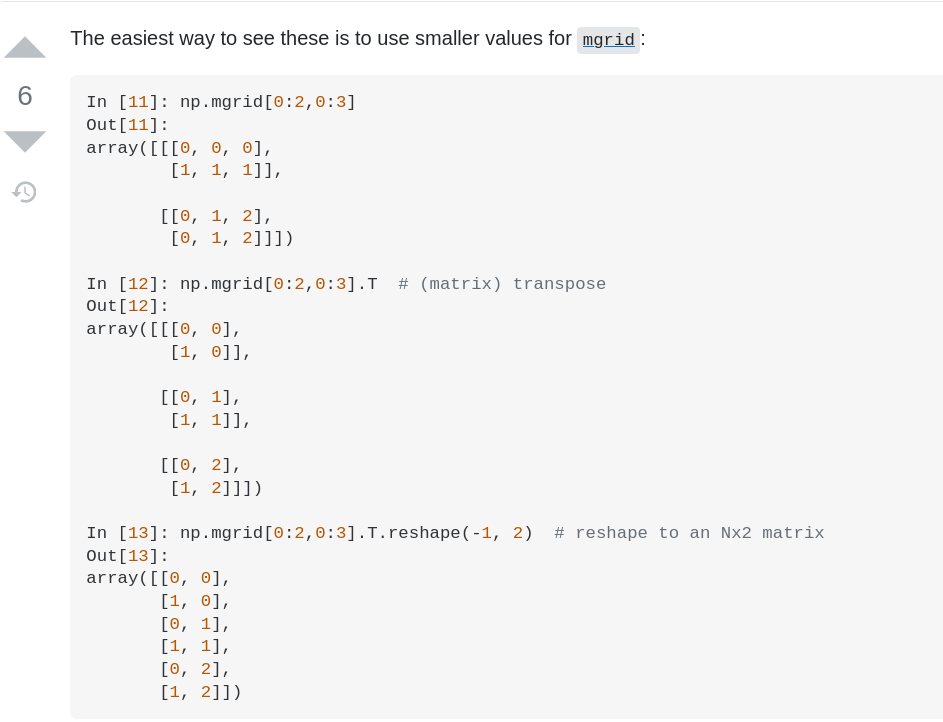 The easiest way to see these is to use smaller values for mgrid:
6
In [11]: np.mgrid[0:2,0:3]
Out[11]:
array([[[0, 0, 0],
        [1, 1, 1]],

       [[0, 1, 2],
        [0, 1, 2]]])

In [12]: np.mgrid[0:2,0:3].T  # (matrix) transpose
Out[12]:
array([[[0, 0],
        [1, 0]],

       [[0, 1],
        [1, 1]],

       [[0, 2],
        [1, 2]]])

In [13]: np.mgrid[0:2,0:3].T.reshape(-1, 2)  # reshape to an Nx2 matrix
Out[13]:
array([[0, 0],
       [1, 0],
       [0, 1],
       [1, 1],
       [0, 2],
       [1, 2]])